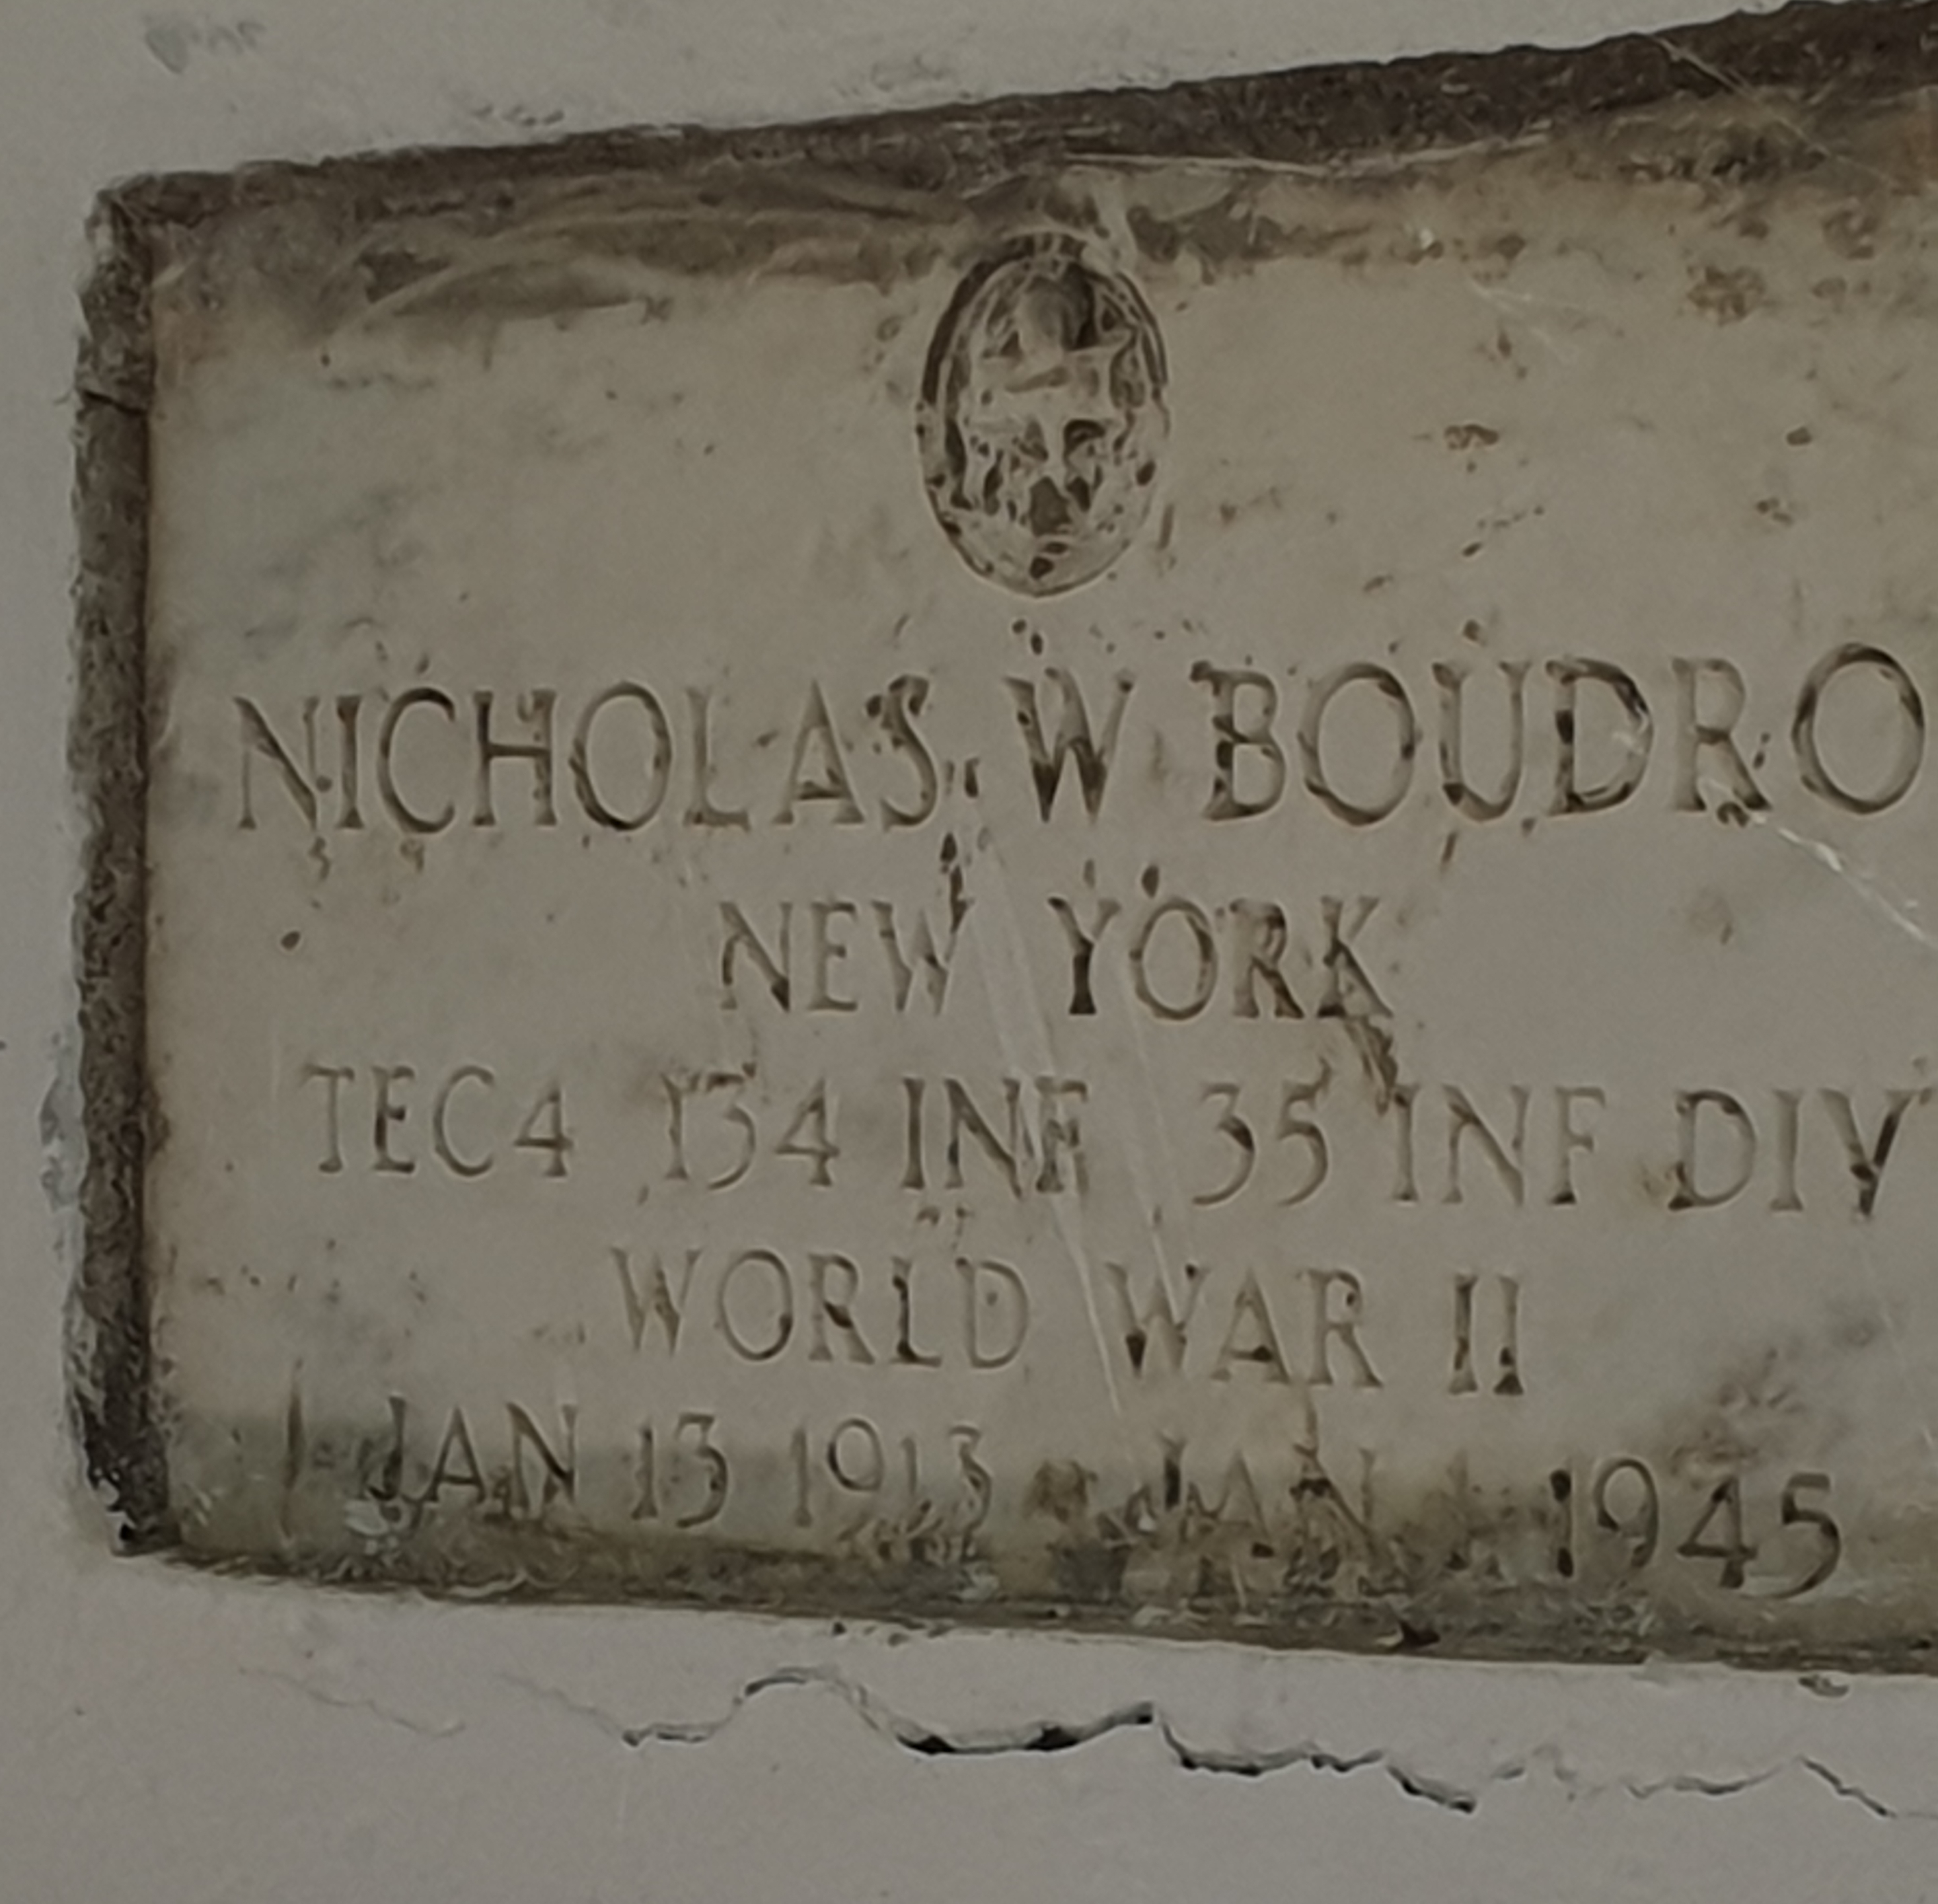 NICHOLAS W BOUDRO
NEW YORK
TEC4 134 INF 35 INF DIV
WORLD WAR II
JAN 13 1913 JAN 1945